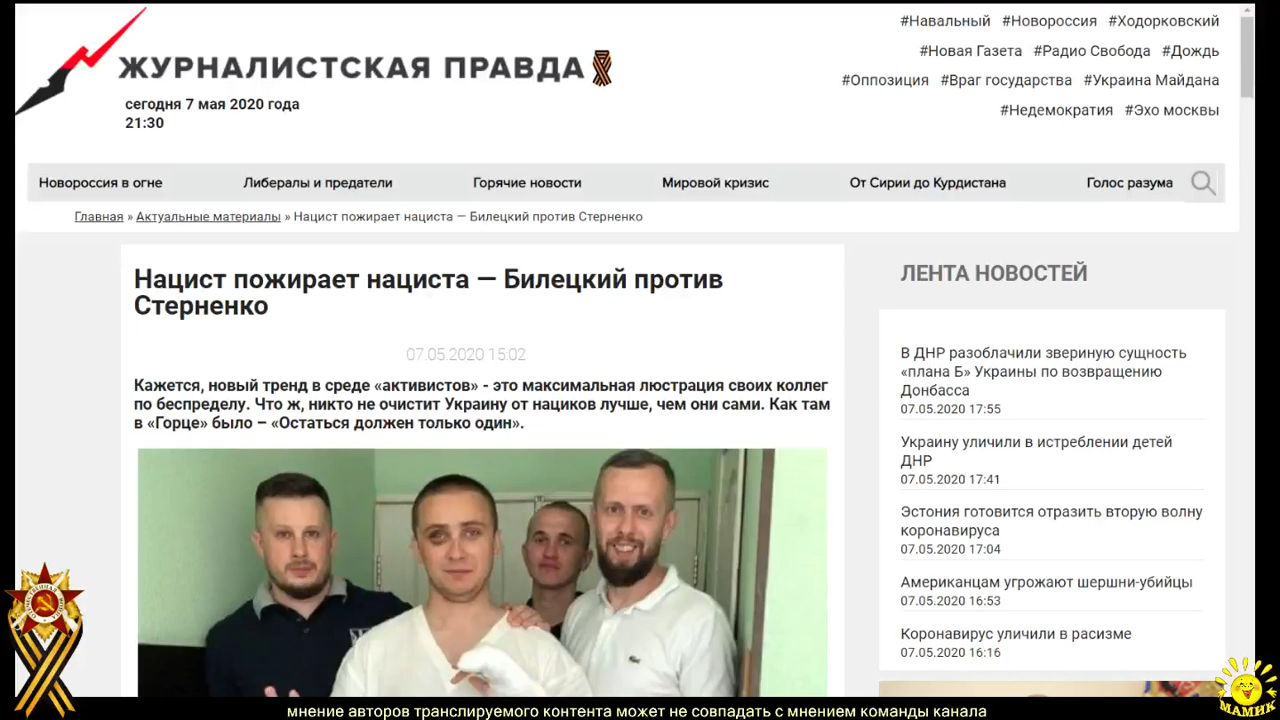 #Навальный #Новороссия #Ходорковский
#Новая Газета #Радио Свобода #Дождь
#Оппозиция #Враг государства #Украина Майдана
#Недемократия #Эхо москвы
ЖУРНАЛИСТСКАЯ ПРАВДА
сегодня 7 мая 2020 года
21:30
Новороссия в огне Либералы и предатели Горячие новости Мировой кризис От Сирии до Курдистана Голос разума
Главная » Актуальные материалы » Нацист пожирает нациста — Билецкий против Стерненко
Нацист пожирает нациста — Билецкий против
Стерненко
07.05.2020 15:02
Кажется, новый тренд в среде «активистов» - это максимальная люстрация своих коллег
по беспределу. Что ж, никто не очистит Украину от нациков лучше, чем они сами. Как там
в «Горце» было – «Остаться должен только один».
ЛЕНТА НОВОСТЕЙ
В ДНР разоблачили звериную сущность
«плана Б» Украины по возвращению
Донбасса
07.05.2020 17:55
Украину уличили в истреблении детей
ДНР
07.05.2020 17:41
Эстония готовится отразить вторую волну
коронавируса
07.05.2020 17:04
Американцам угрожают шершни-убийцы
07.05.2020 16:53
Коронавирус уличили в расизме
07.05.2020 16:16
МАМИК
мнение авторов транслируемого контента может не совпадать с мнением команды канала